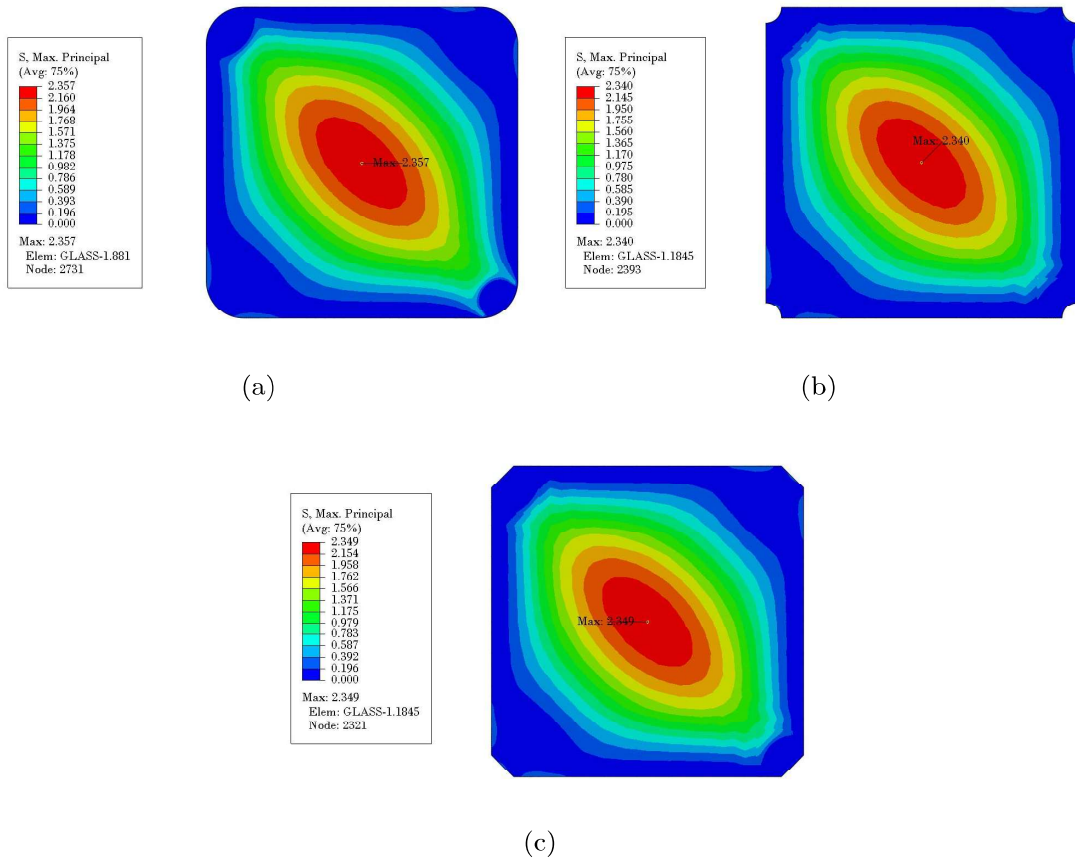 S, Max. Principal
(Avg: 75%)
2.357
2.160
1.964
1.768
1.571
1.375
1.178
0.982
0.786
0.589
0.393
0.196
0.000
Max: 2.357
Elem: GLASS-1.881
Node: 2731
Max: 2.357
(a)
S, Max. Principal
(Avg: 75%)
2.340
2.145
1.950
1.755
1.560
1.365
1.170
0.975
0.780
0.585
0.390
0.195
0.000
Max: 2.340
Elem: GLASS-1.1845
Node: 2393
Max: 2.340
(b)
S, Max. Principal
(Avg: 75%)
2.349
2.154
1.958
1.762
1.566
1.371
1.175
0.979
0.783
0.587
0.392
0.196
0.000
Max: 2.349
Elem: GLASS-1.1845
Node: 2321
Max: 2.349
(c)